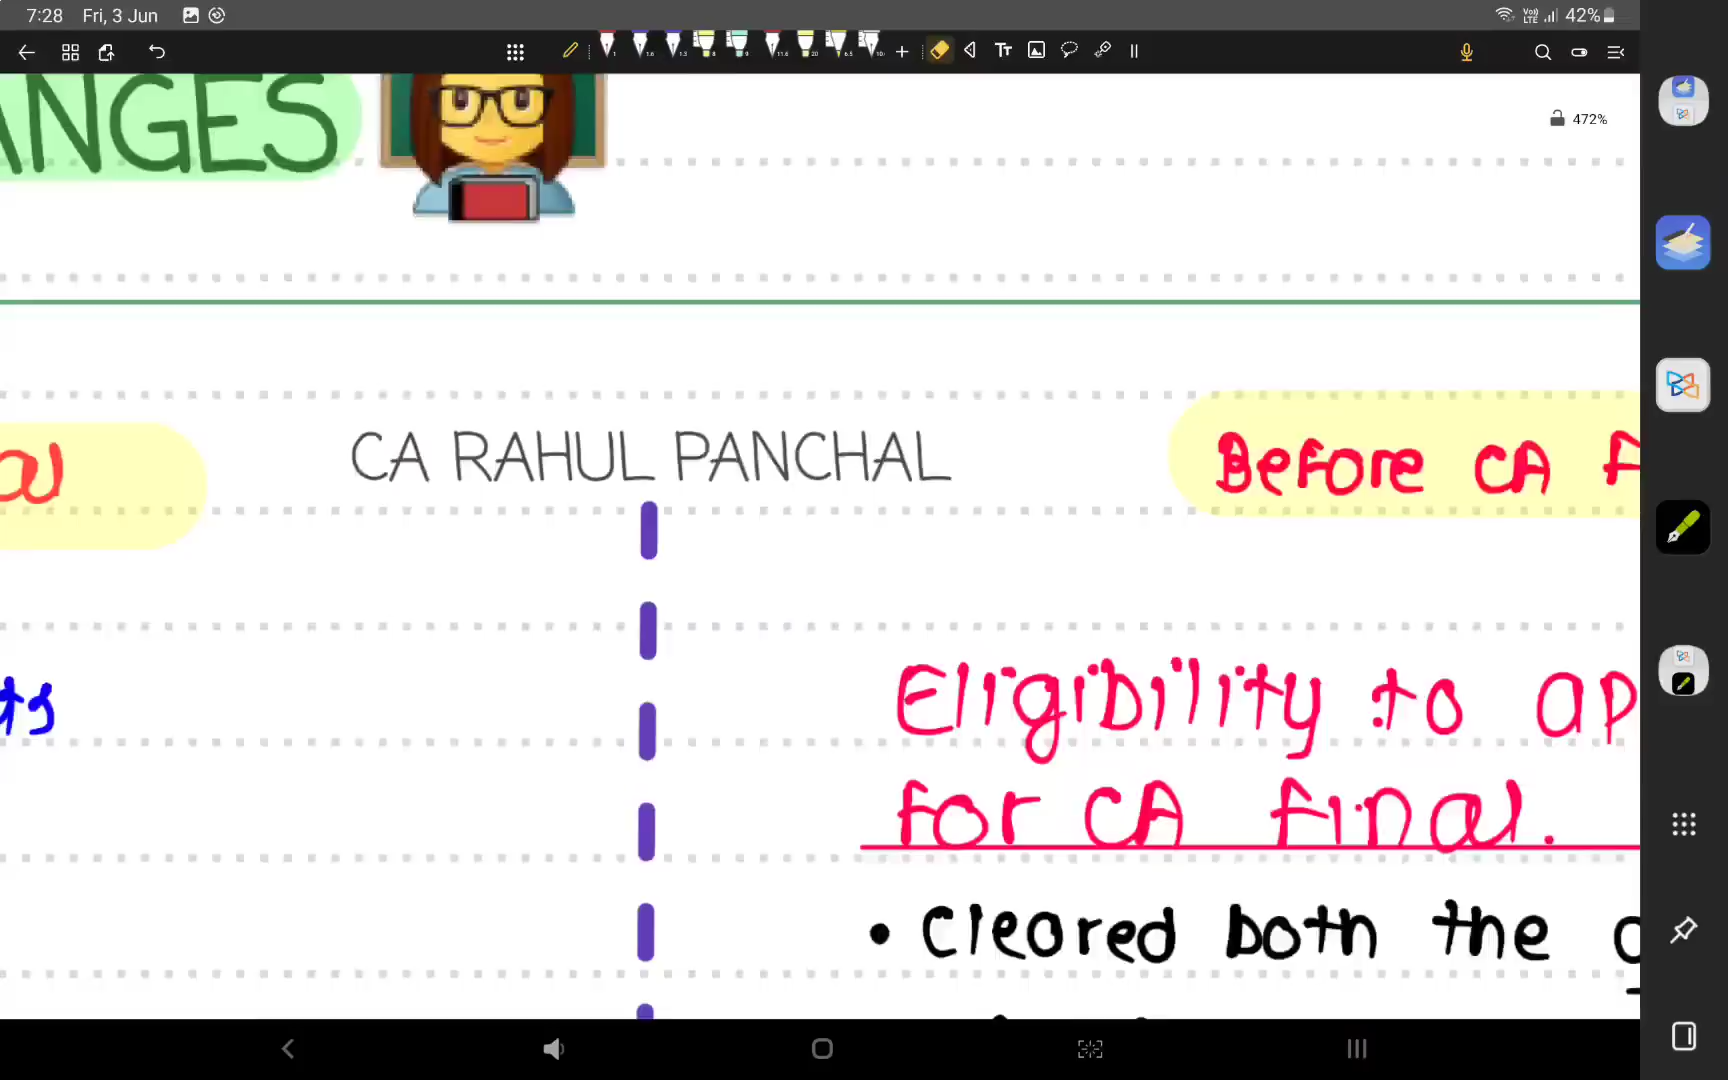 7:28 Fri, 3 Jun
42%
472%
ANGES
CA RAHUL PANCHAL
Before CA F
Eligibility to ap
for CA final.
• Cleared both the